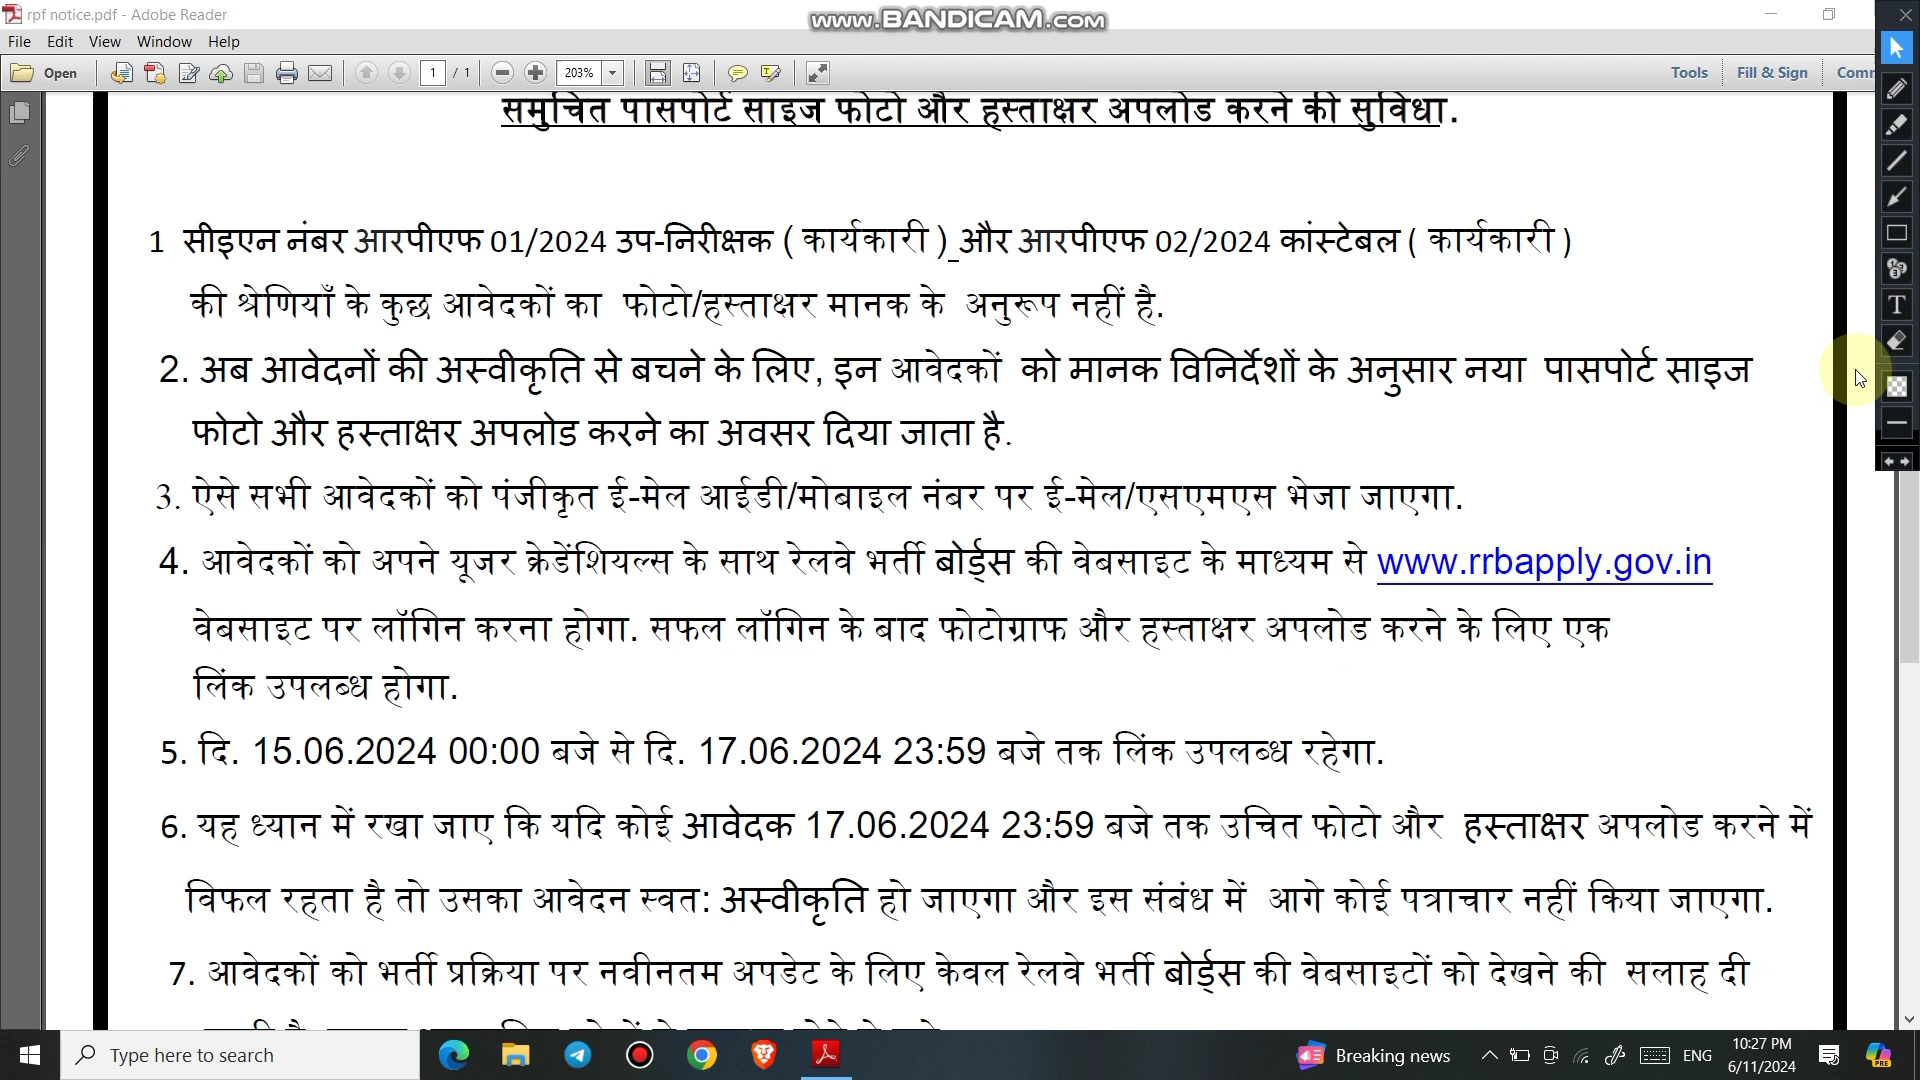 rpf notice.pdf - Adobe Reader
www.BANDICAM.com
File Edit View Window Help
Open 1 / 1 203% Tools Fill & Sign Comr
समुचित पासपोर्ट साइज फोटो और हस्ताक्षर अपलोड करने की सुविधा.
1 सीइएन नंबर आरपीएफ 01/2024 उप-निरीक्षक ( कार्यकारी ) और आरपीएफ 02/2024 कांस्टेबल ( कार्यकारी )
की श्रेणियाँ के कुछ आवेदकों का फोटो/हस्ताक्षर मानक के अनुरूप नहीं है.
2. अब आवेदनों की अस्वीकृति से बचने के लिए, इन आवेदकों को मानक विनिर्देशों के अनुसार नया पासपोर्ट साइज
फोटो और हस्ताक्षर अपलोड करने का अवसर दिया जाता है.
3. ऐसे सभी आवेदकों को पंजीकृत ई-मेल आईडी/मोबाइल नंबर पर ई-मेल/एसएमएस भेजा जाएगा.
4. आवेदकों को अपने यूजर क्रेडेंशियल्स के साथ रेलवे भर्ती बोर्ड्स की वेबसाइट के माध्यम से www.rrbapply.gov.in
वेबसाइट पर लॉगिन करना होगा. सफल लॉगिन के बाद फोटोग्राफ और हस्ताक्षर अपलोड करने के लिए एक
लिंक उपलब्ध होगा.
5. दि. 15.06.2024 00:00 बजे से दि. 17.06.2024 23:59 बजे तक लिंक उपलब्ध रहेगा.
6. यह ध्यान में रखा जाए कि यदि कोई आवेदक 17.06.2024 23:59 बजे तक उचित फोटो और हस्ताक्षर अपलोड करने में
विफल रहता है तो उसका आवेदन स्वत: अस्वीकृति हो जाएगा और इस संबंध में आगे कोई पत्राचार नहीं किया जाएगा.
7. आवेदकों को भर्ती प्रक्रिया पर नवीनतम अपडेट के लिए केवल रेलवे भर्ती बोर्ड्स की वेबसाइटों को देखने की सलाह दी
Type here to search Breaking news ENG 10:27 PM
6/11/2024